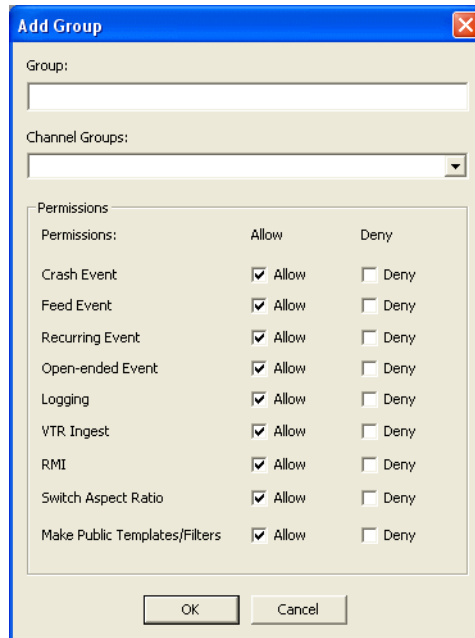 Add Group
Group:
Channel Groups:
Permissions
Permissions: Allow Deny
Crash Event Allow Deny
Feed Event Allow Deny
Recurring Event Allow Deny
Open-ended Event Allow Deny
Logging Allow Deny
VTR Ingest Allow Deny
RMI Allow Deny
Switch Aspect Ratio Allow Deny
Make Public Templates/Filters Allow Deny
OK Cancel